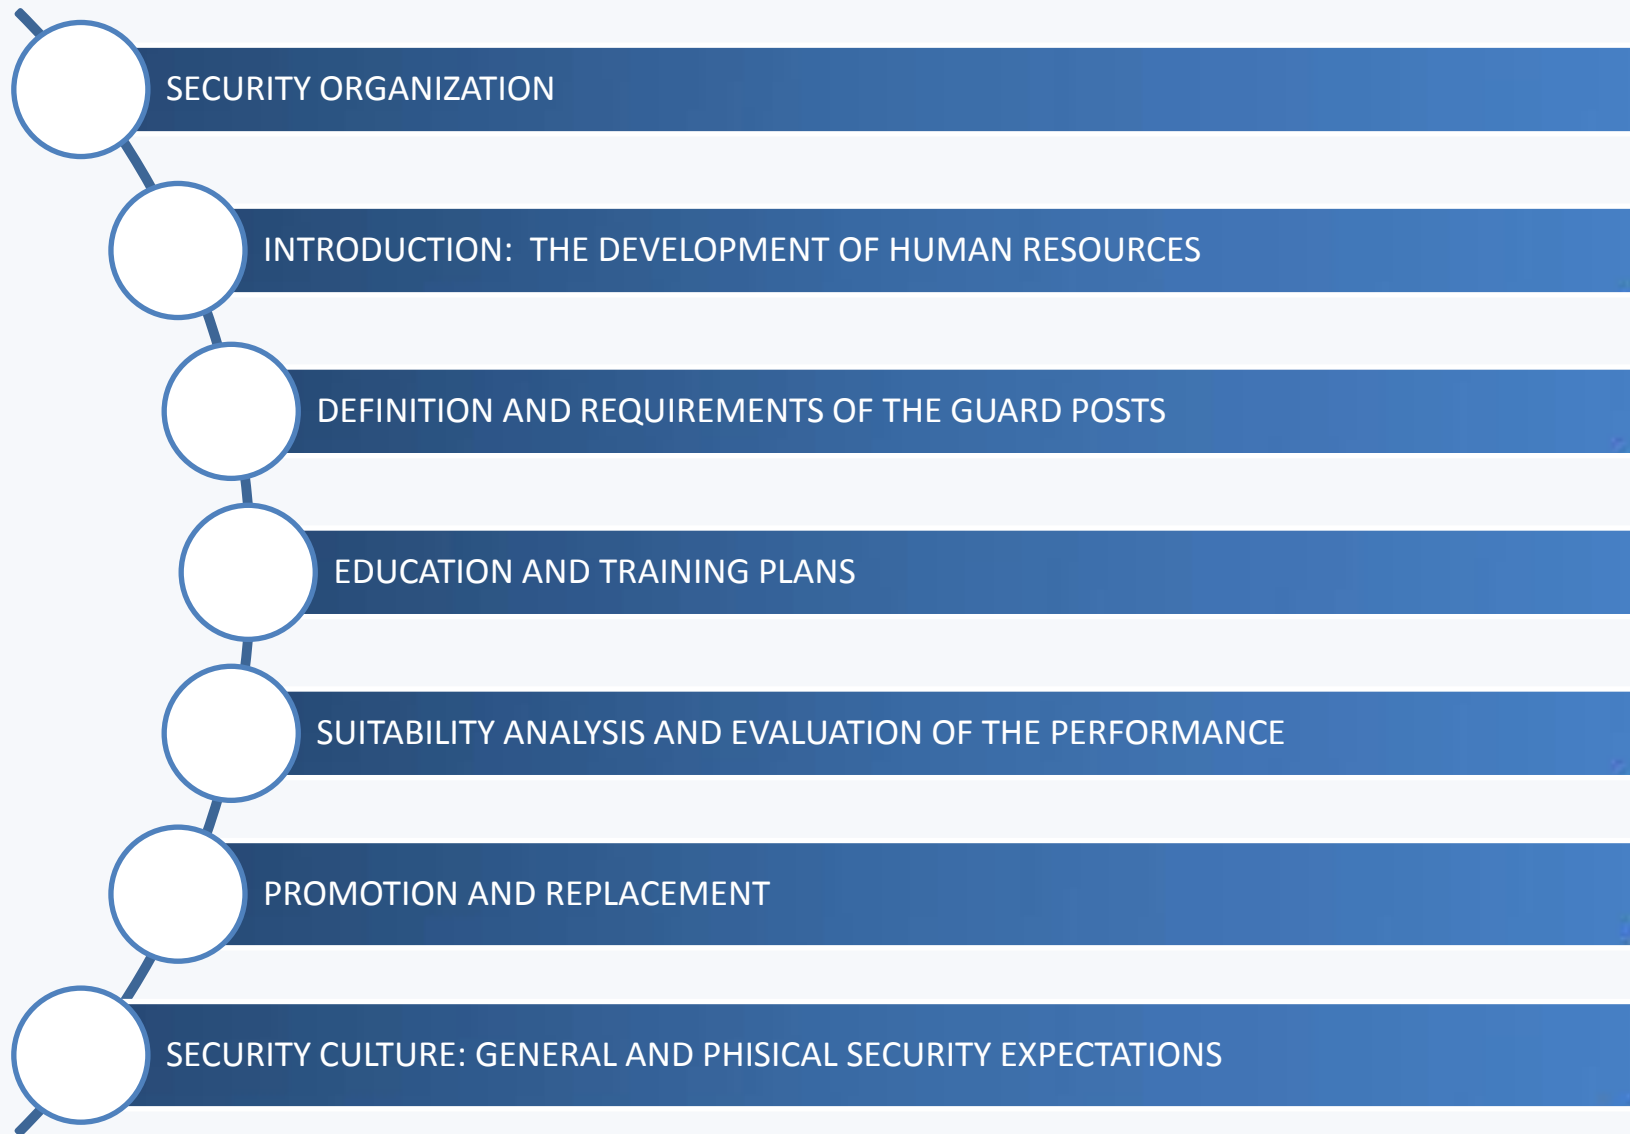 SECURITY ORGANIZATION
INTRODUCTION:  THE DEVELOPMENT OF HUMAN RESOURCES
DEFINITION AND REQUIREMENTS OF THE GUARD POSTS
EDUCATION AND TRAINING PLANS
SUITABILITY ANALYSIS AND EVALUATION OF THE PERFORMANCE
PROMOTION AND REPLACEMENT
SECURITY CULTURE: GENERAL AND PHISICAL SECURITY EXPECTATIONS